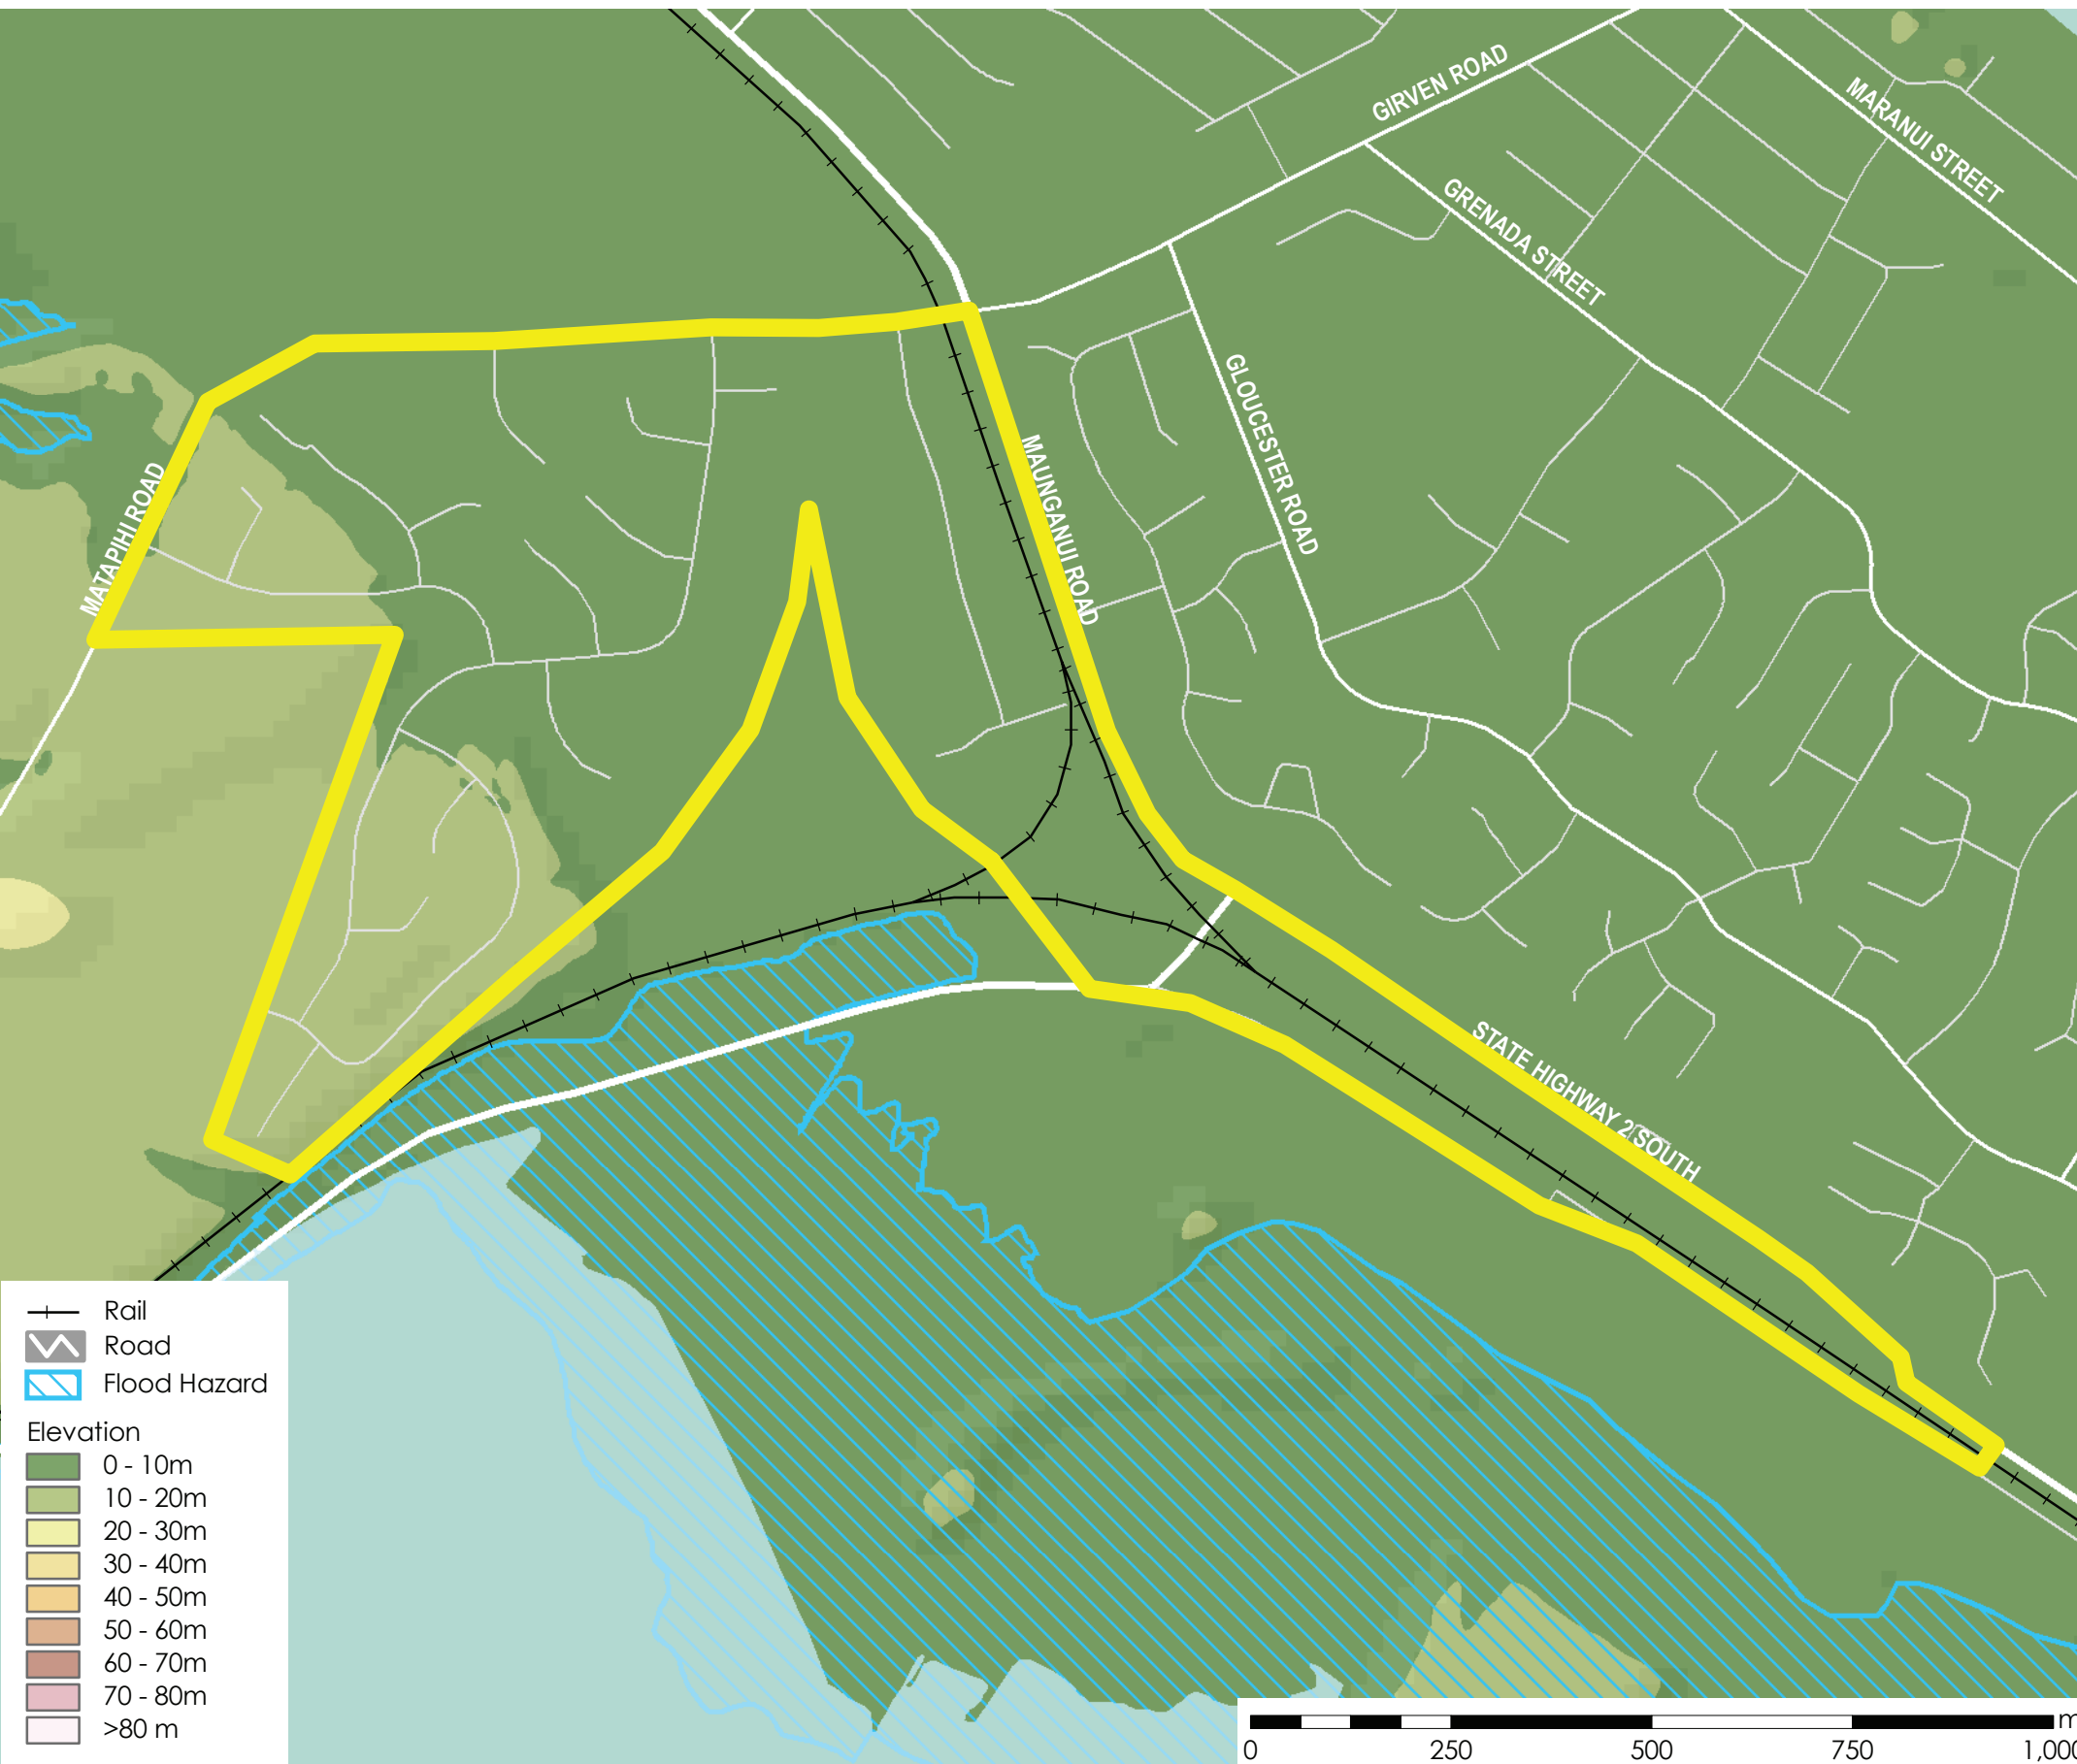 GIRVEN ROAD
MARANUI STREET
GRENADA STREET
GLOUCESTER ROAD
MAUNGANUI ROAD
MATAPIHI ROAD
STATE HIGHWAY 2 SOUTH
Rail
Road
Flood Hazard
Elevation
0 - 10m
10 - 20m
20 - 30m
30 - 40m
40 - 50m
50 - 60m
60 - 70m
70 - 80m
>80 m
m
0 250 500 750 1,000